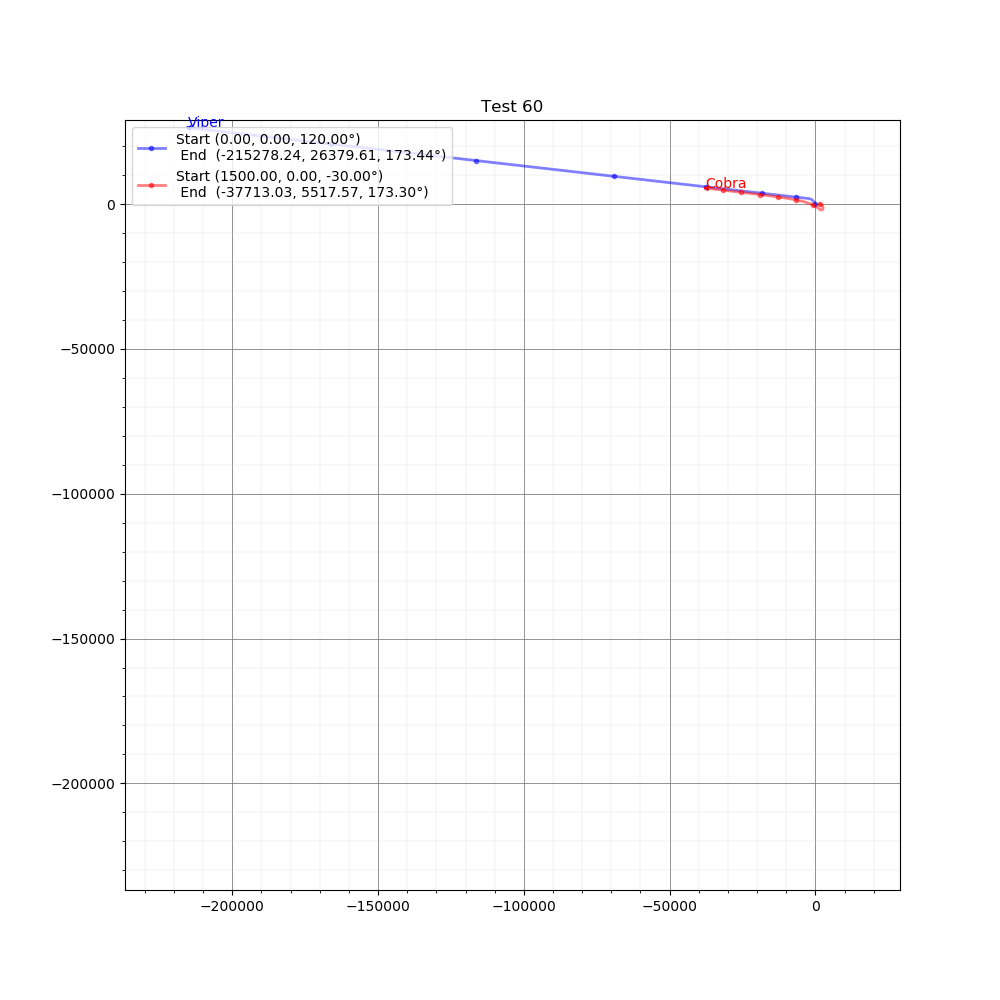 Test 60
Viper
Start (0.00, 0.00, 120.00°)
End (-215278.24, 26379.61, 173.44°)
Start (1500.00, 0.00, -30.00°)
End (-37713.03, 5517.57, 173.30°)
Cobra
0
−50000
−100000
−150000
−200000
−200000 −150000 −100000 −50000 0